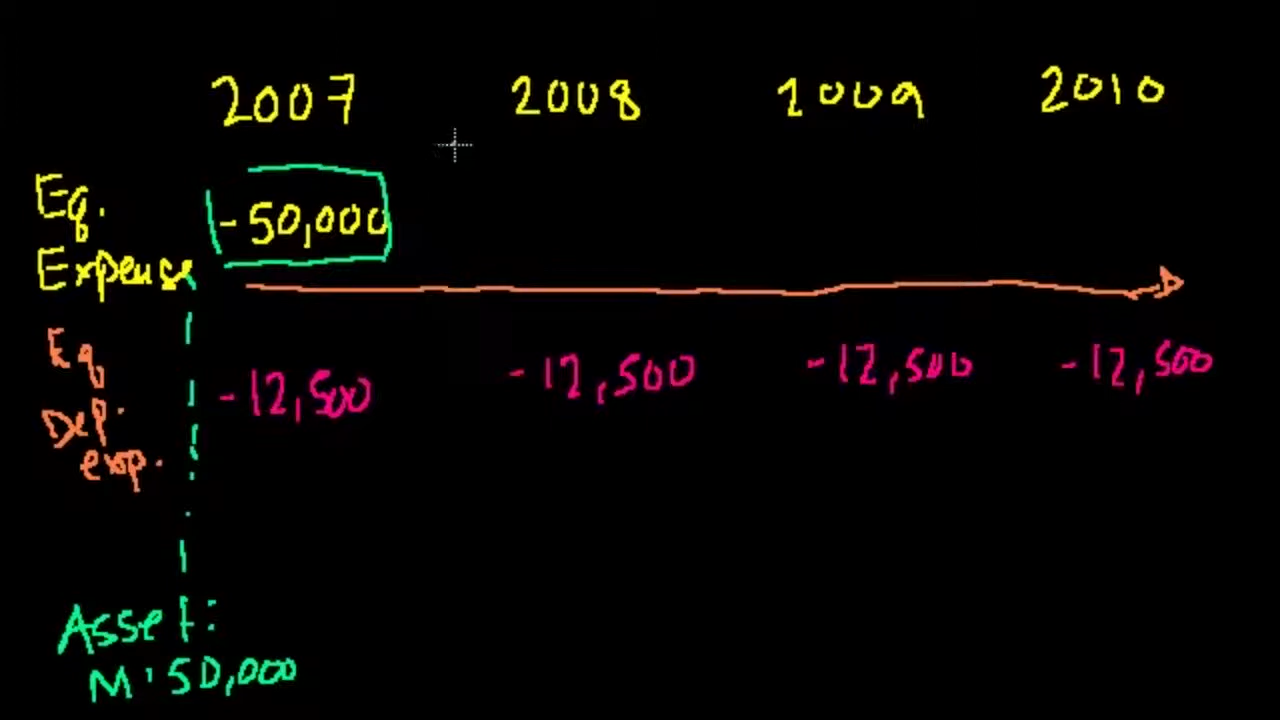 2007 2008 2009 2010
Eq. -50,000
Expense
Eq -12,500 -12,500 -12,500 -12,500
Dep.
exp.
Asset:
M: 50,000